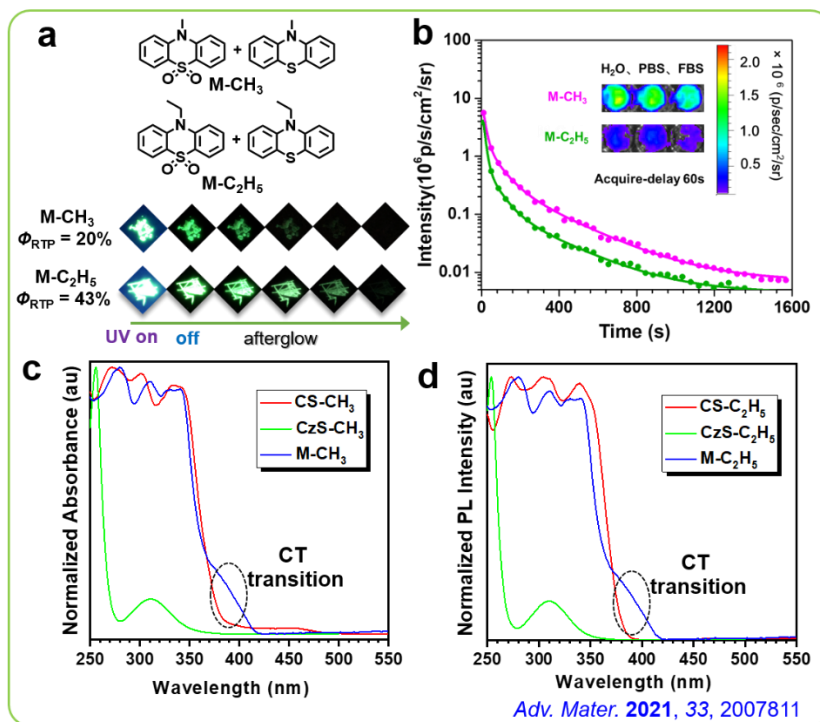 a
N
+
N
S
O
O
S
M-CH₃
N
+
N
S
O
O
S
M-C₂H₅
M-CH₃
Φ_RTP = 20%
M-C₂H₅
Φ_RTP = 43%
UV on off afterglow
b
Intensity(10⁶p/s/cm²/sr)
100
10
1
0.1
0.01
0 400 800 1200 1600
Time (s)
H₂O、PBS、FBS
M-CH₃
M-C₂H₅
Acquire-delay 60s
2.0
1.5
1.0
0.5
× 10⁶ (p/sec/cm²/sr)
c
Normalized Absorbance (au)
CS-CH₃
CzS-CH₃
M-CH₃
CT
transition
250 300 350 400 450 500 550
Wavelength (nm)
d
Normalized PL Intensity (au)
CS-C₂H₅
CzS-C₂H₅
M-C₂H₅
CT
transition
250 300 350 400 450 500 550
Wavelength (nm)
Adv. Mater. 2021, 33, 2007811